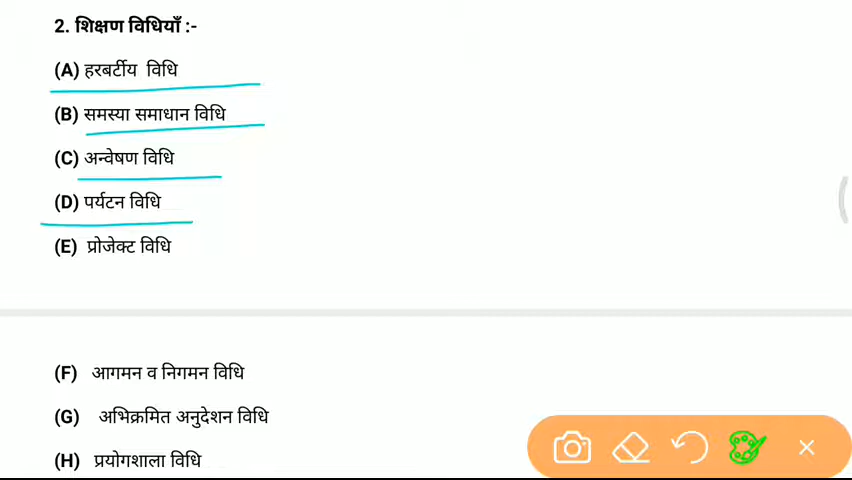 2. शिक्षण विधियाँ :-
(A) हरबर्टीय विधि
(B) समस्या समाधान विधि
(C) अन्वेषण विधि
(D) पर्यटन विधि
(E) प्रोजेक्ट विधि
(F) आगमन व निगमन विधि
(G) अभिक्रमित अनुदेशन विधि
(H) प्रयोगशाला विधि